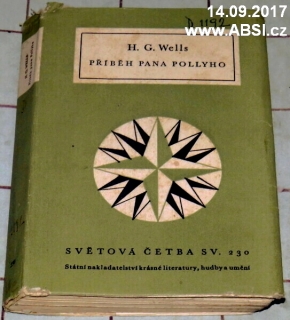 14.09.2017
www.ABSI.cz
H. G. Wells
PŘÍBĚH PANA POLLYHO
SVĚTOVÁ ČETBA SV. 230
Státní nakladatelství krásné literatury, hudby a umění